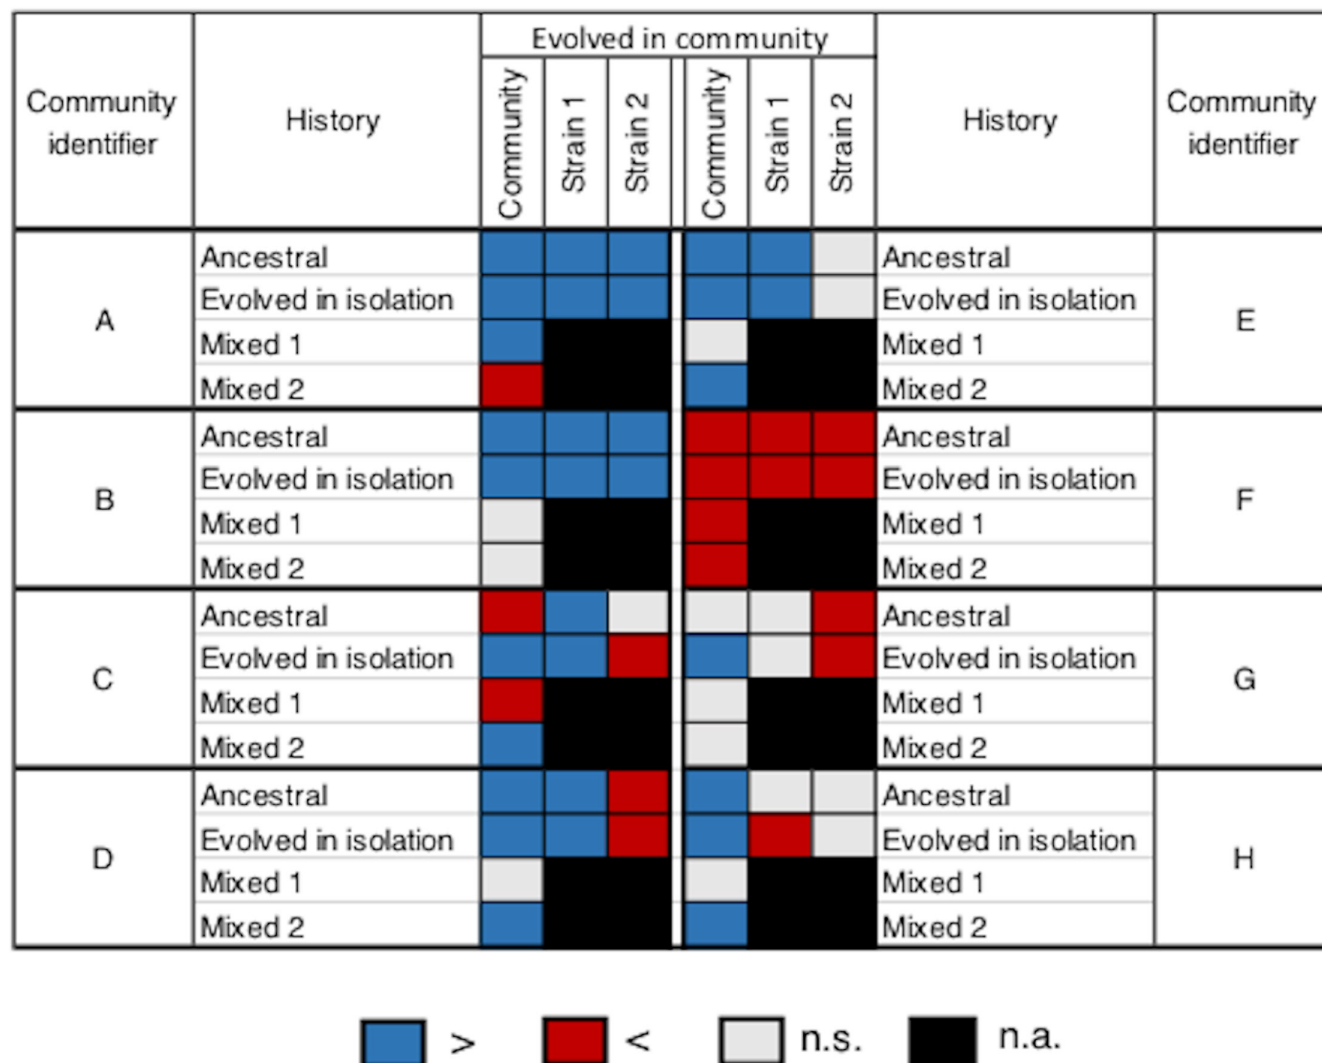 Evolved in community
Community identifier
History
Community
Strain 1
Strain 2
Community
Strain 1
Strain 2
History
Community identifier
A
Ancestral
Evolved in isolation
Mixed 1
Mixed 2
Ancestral
Evolved in isolation
Mixed 1
Mixed 2
E
B
Ancestral
Evolved in isolation
Mixed 1
Mixed 2
Ancestral
Evolved in isolation
Mixed 1
Mixed 2
F
C
Ancestral
Evolved in isolation
Mixed 1
Mixed 2
Ancestral
Evolved in isolation
Mixed 1
Mixed 2
G
D
Ancestral
Evolved in isolation
Mixed 1
Mixed 2
Ancestral
Evolved in isolation
Mixed 1
Mixed 2
H
> < n.s. n.a.